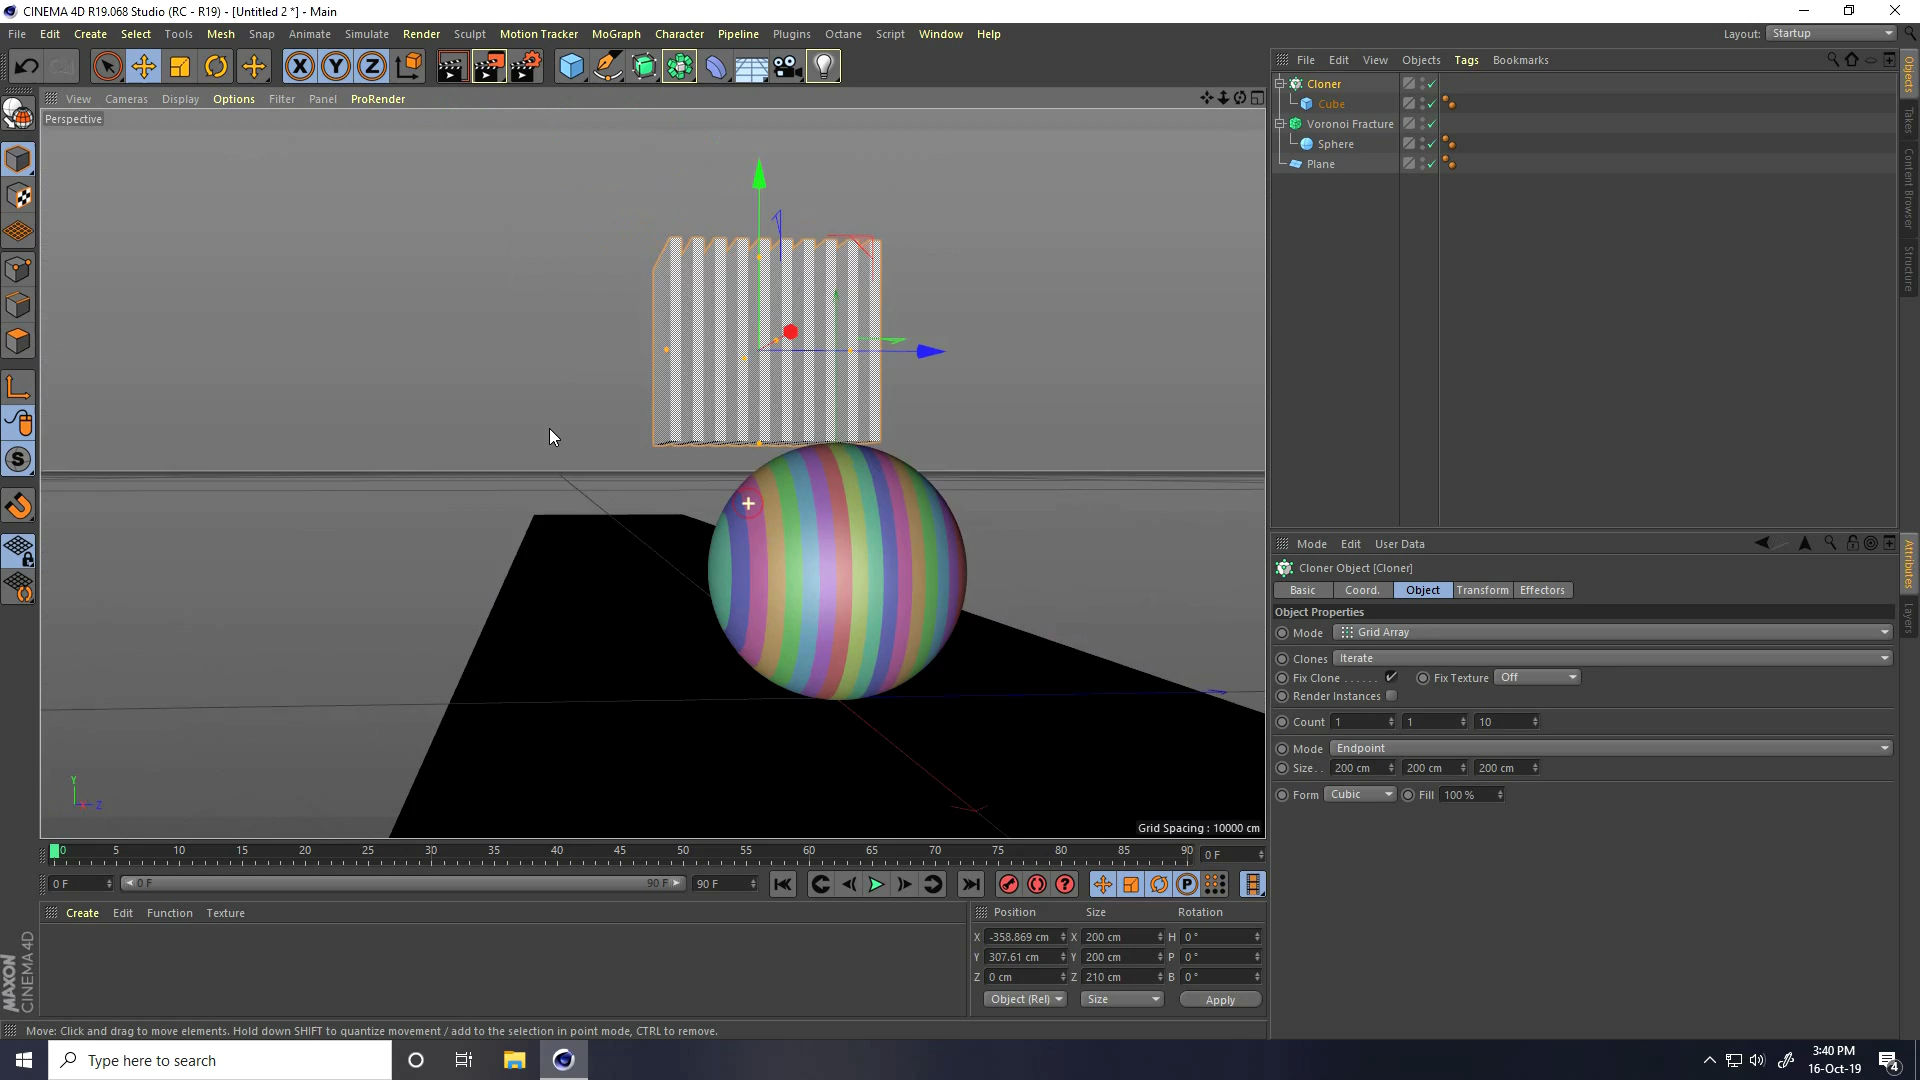 CINEMA 4D R19.068 Studio (RC - R19) - [Untitled 2 *] - Main
File Edit Create Select Tools Mesh Snap Animate Simulate Render Sculpt Motion Tracker MoGraph Character Pipeline Plugins Octane Script Window Help
Layout: Startup
X Y Z
View Cameras Display Options Filter Panel ProRender
Perspective
File Edit View Objects Tags Bookmarks
Cloner
Cube
Voronoi Fracture
Sphere
Plane
Objects
Takes
Content Browser
Structure
Mode Edit User Data
Cloner Object [Cloner]
Basic Coord. Object Transform Effectors
Object Properties
Mode Grid Array
Clones Iterate
Fix Clone . . . . . . Fix Texture Off
Render Instances
Count 1 1 10
Mode Endpoint
Size . . 200 cm 200 cm 200 cm
Form Cubic Fill 100 %
Attributes
Layers
S
Y
X Z
Grid Spacing : 10000 cm
0 5 10 15 20 25 30 35 40 45 50 55 60 65 70 75 80 85 90
0 F
0 F 0 F 90 F 90 F
P
Create Edit Function Texture
Position Size Rotation
X -358.869 cm X 200 cm H 0 °
Y 307.61 cm Y 200 cm P 0 °
Z 0 cm Z 210 cm B 0 °
Object (Rel) Size Apply
MAXON
CINEMA 4D
Move: Click and drag to move elements. Hold down SHIFT to quantize movement / add to the selection in point mode, CTRL to remove.
Type here to search
3:40 PM
16-Oct-19
4